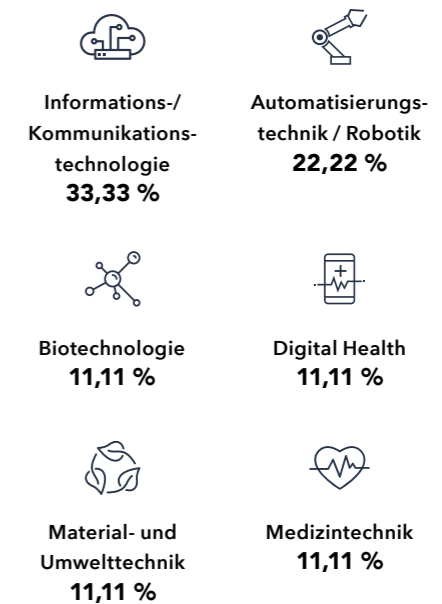 Informations-/
Kommunikations-
technologie
33,33 %
Automatisierungs-
technik / Robotik
22,22 %
Biotechnologie
11,11 %
Digital Health
11,11 %
Material- und
Umwelttechnik
11,11 %
Medizintechnik
11,11 %